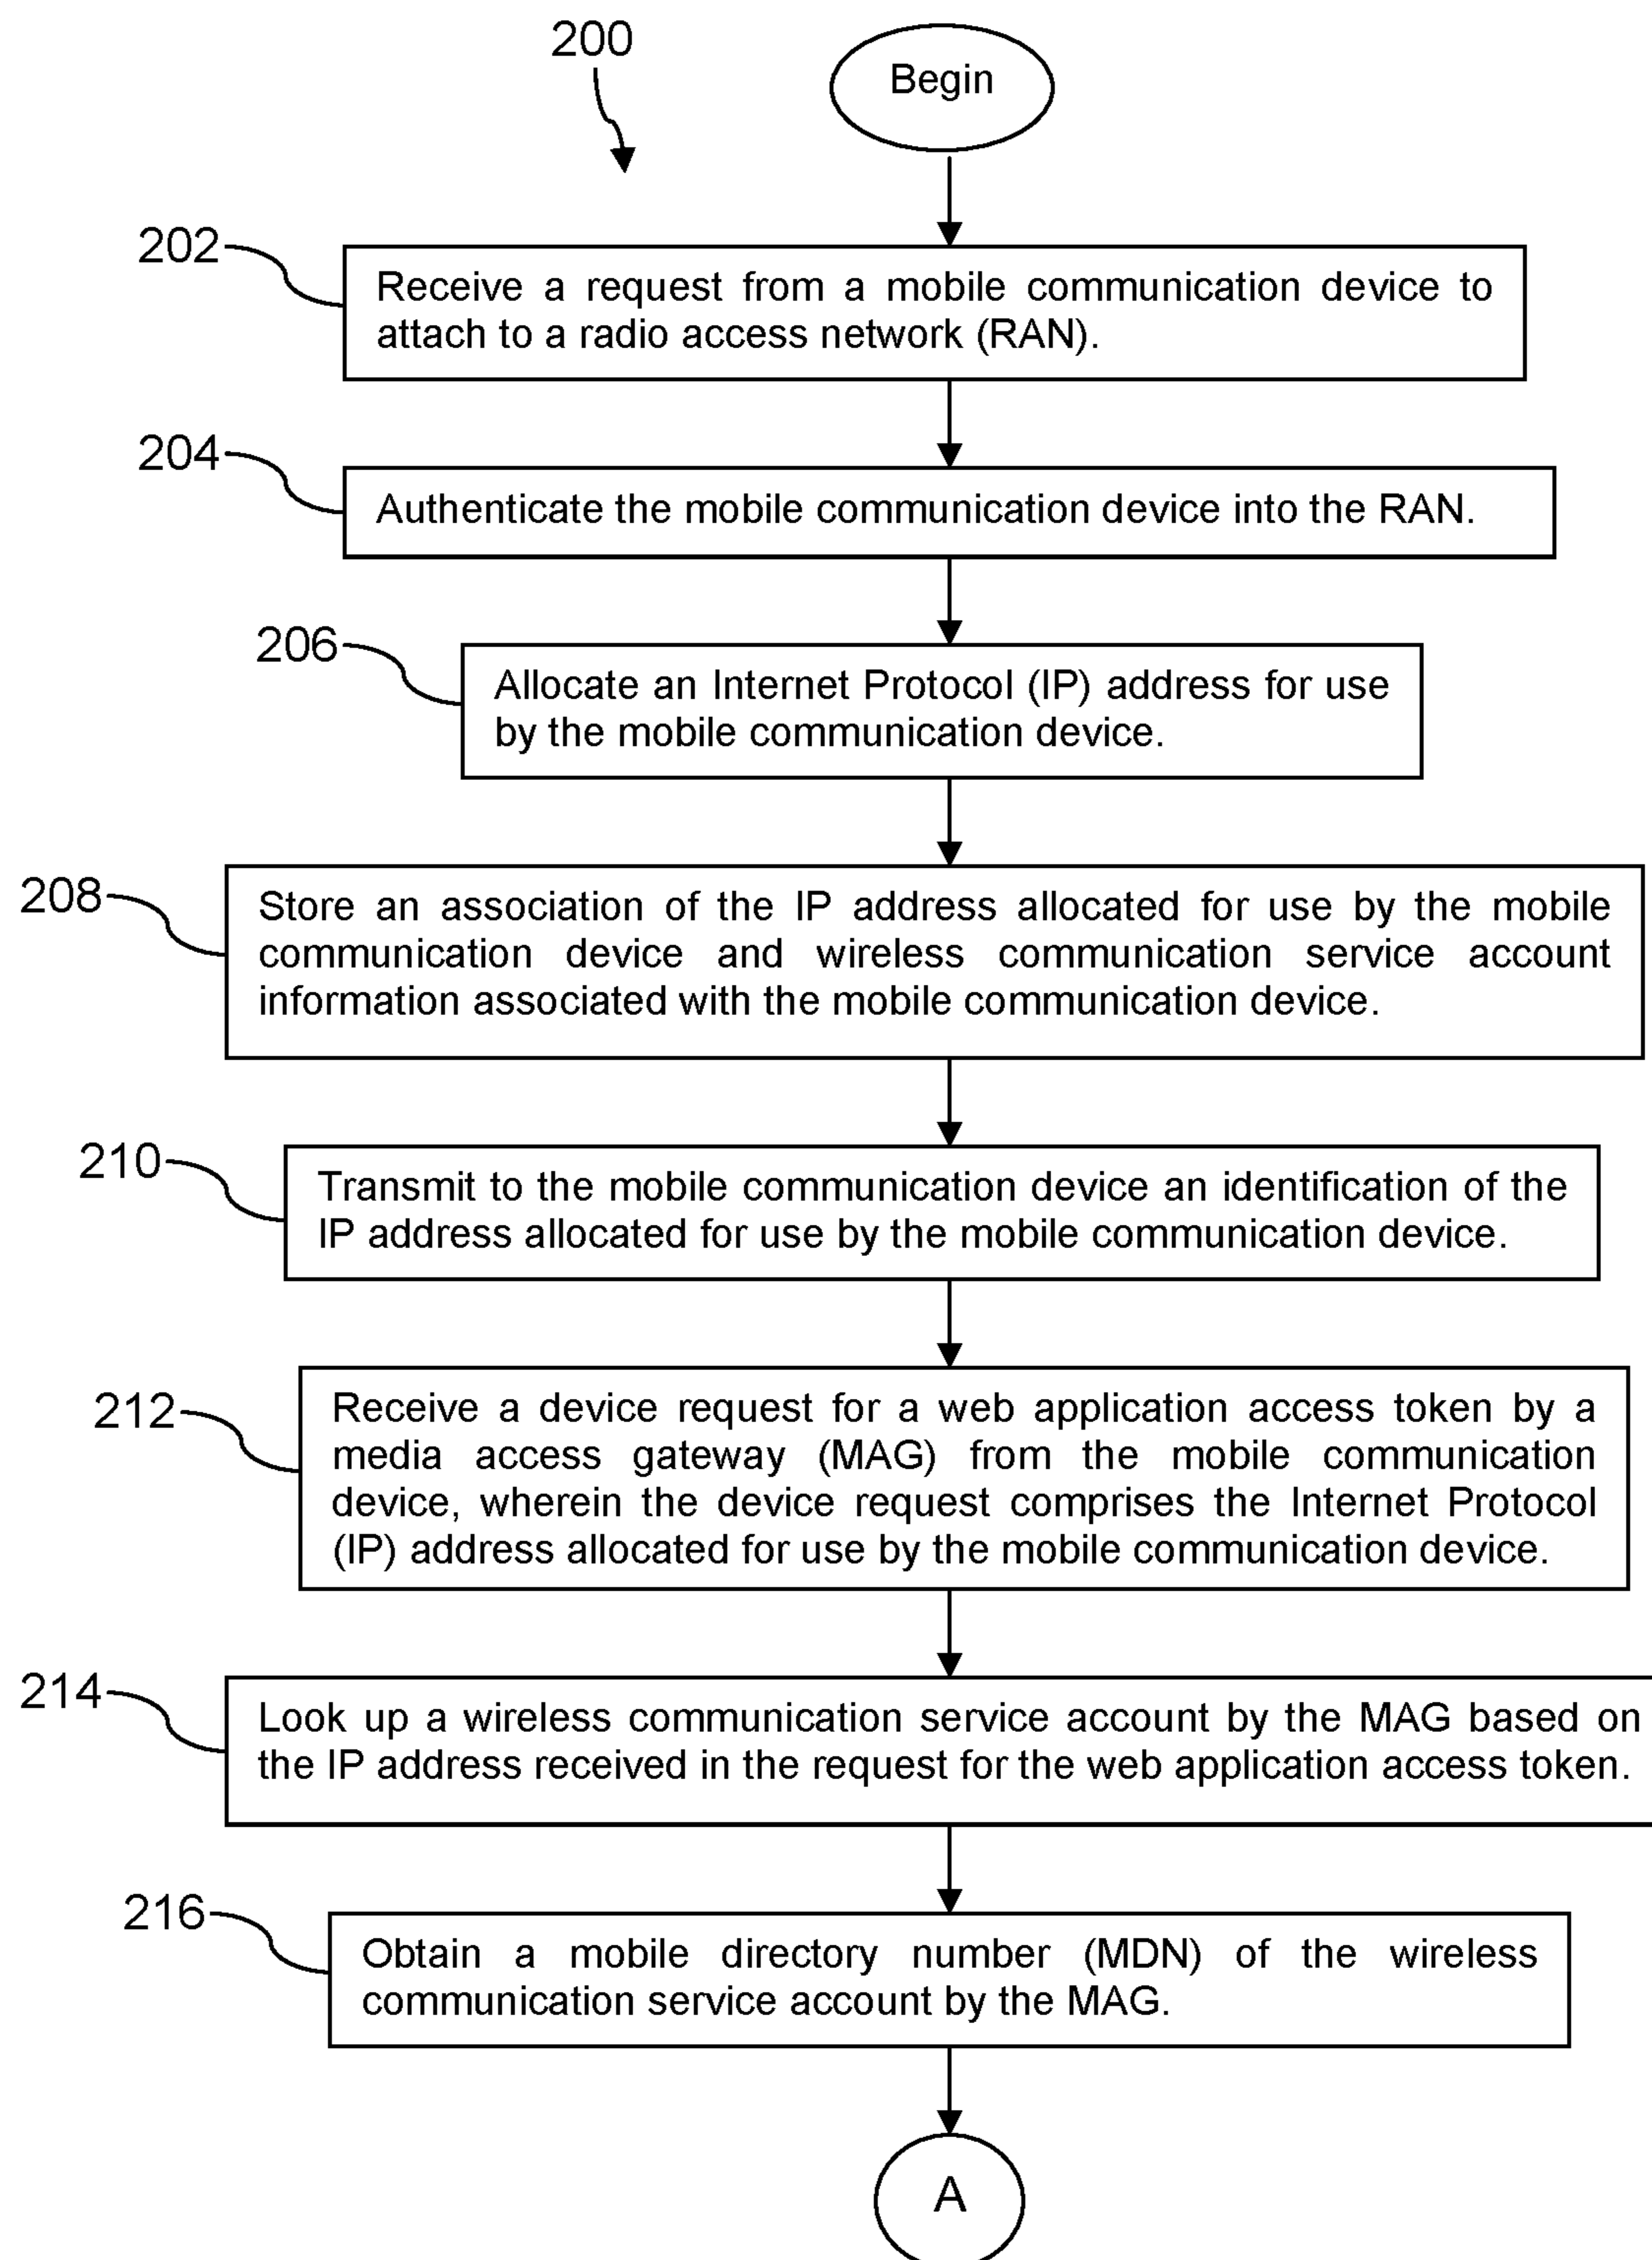 200
Begin
202
Receive a request from a mobile communication device to
attach to a radio access network (RAN).
204
Authenticate the mobile communication device into the RAN.
206
Allocate an Internet Protocol (IP) address for use
by the mobile communication device.
208
Store an association of the IP address allocated for use by the mobile
communication device and wireless communication service account
information associated with the mobile communication device.
210
Transmit to the mobile communication device an identification of the
IP address allocated for use by the mobile communication device.
212
Receive a device request for a web application access token by a
media access gateway (MAG) from the mobile communication
device, wherein the device request comprises the Internet Protocol
(IP) address allocated for use by the mobile communication device.
214
Look up a wireless communication service account by the MAG based on
the IP address received in the request for the web application access token.
216
Obtain a mobile directory number (MDN) of the wireless
communication service account by the MAG.
A